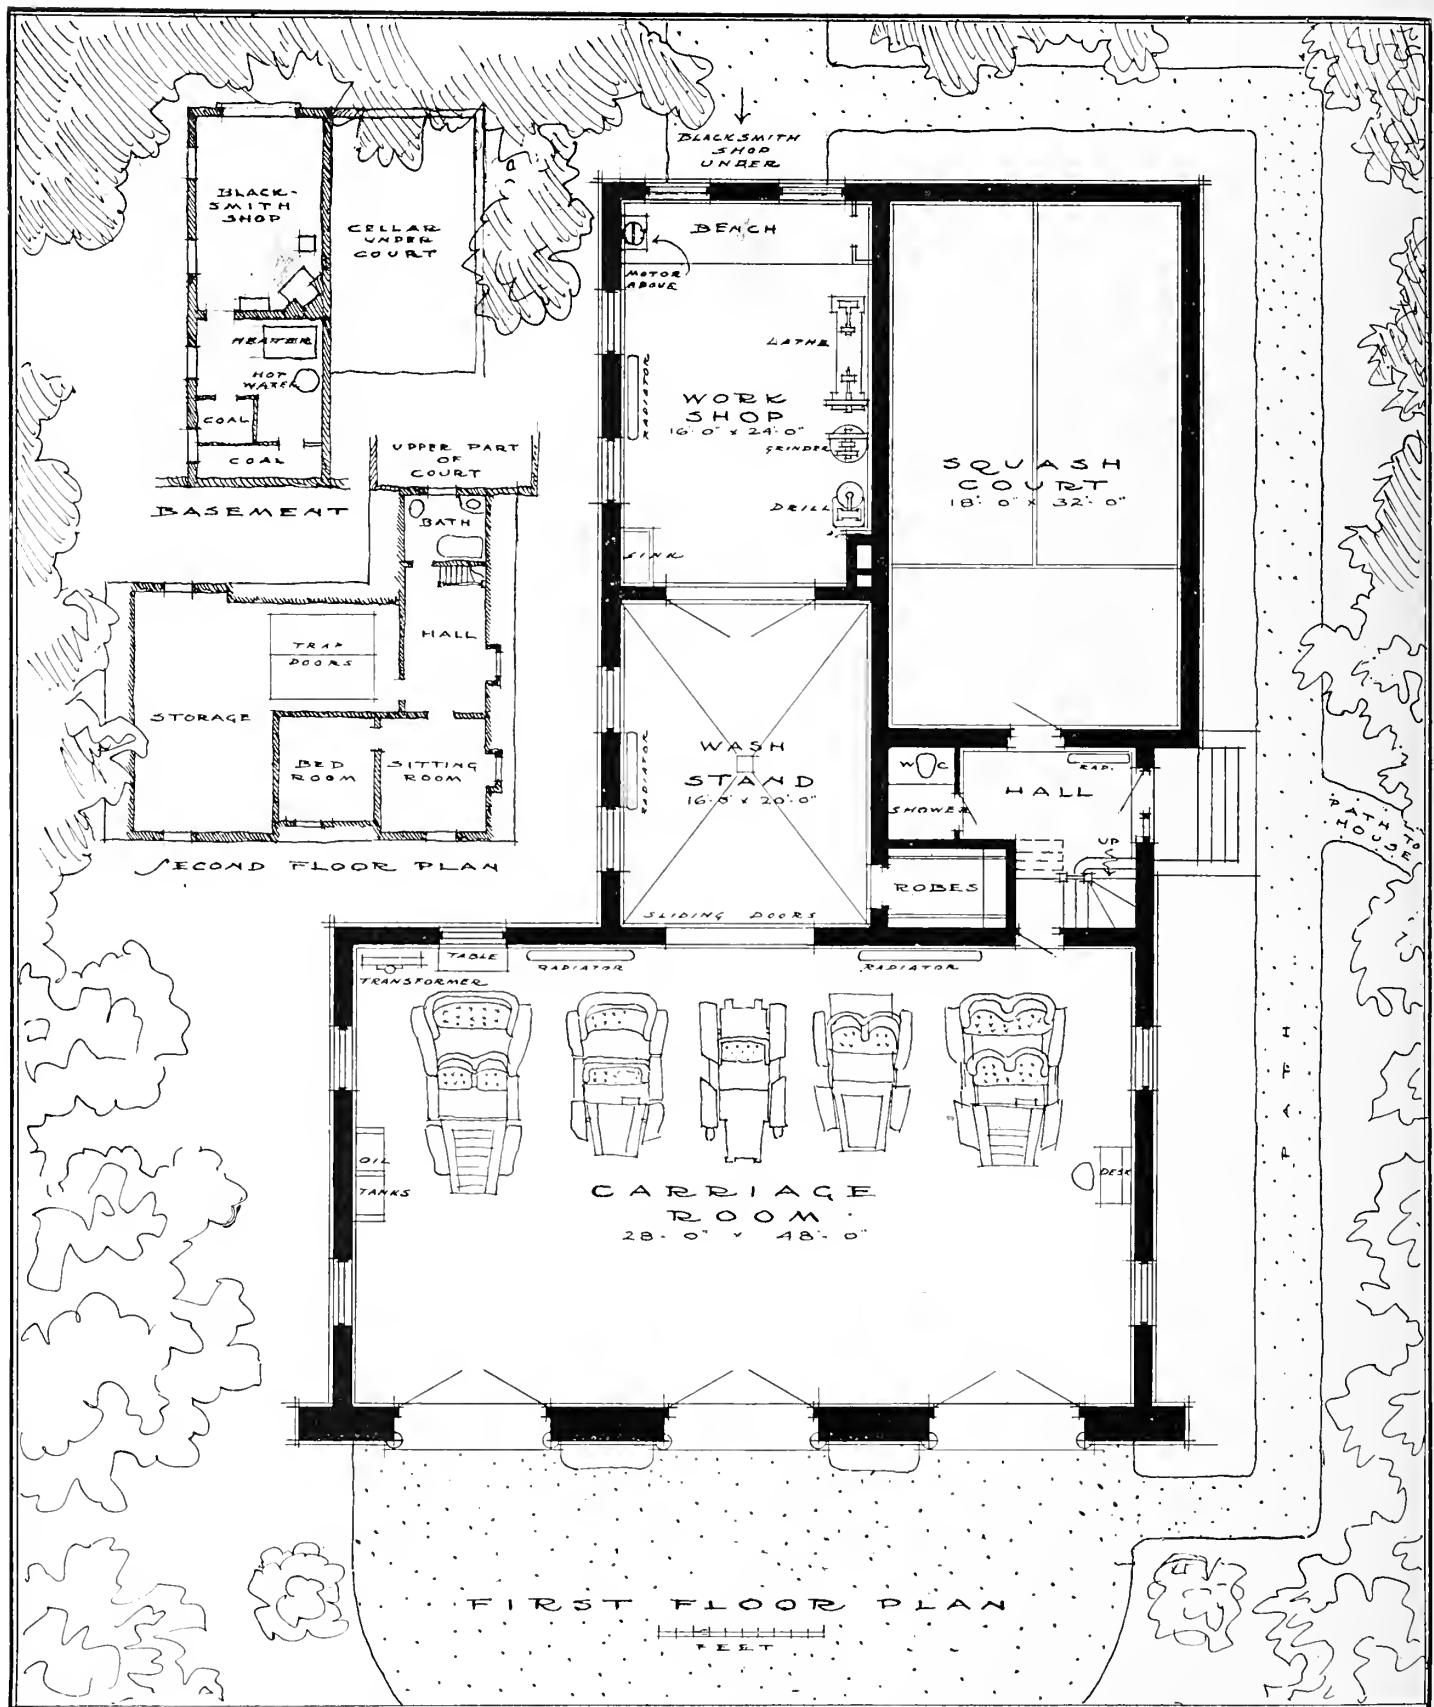 BLACKSMITH
SHOP
UNDER
BLACK-
SMITH
SHOP
CELLAR
UNDER
COURT
HEATER
HOT
WATER
COAL
COAL
BASEMENT
UPPER PART
OF
COURT
BATH
HALL
TRAP
DOORS
STORAGE
BED
ROOM
SITTING
ROOM
SECOND FLOOR PLAN
BENCH
MOTOR
ABOVE
LATHE
RADIATOR
WORK
SHOP
16'-0" x 24'-0"
GRINDER
DRILL
SINK
SQUASH
COURT
18'-0" x 32'-0"
RADIATOR
WASH
STAND
16'-0" x 20'-0"
SLIDING DOORS
WC
SHOWER
RAD.
HALL
UP
ROBES
PATH TO
HOUSE
PATH
TABLE
TRANSFORMER
RADIATOR
RADIATOR
OIL
TANKS
DESK
CARRIAGE
ROOM
28'-0" x 48'-0"
FIRST FLOOR PLAN
FEET